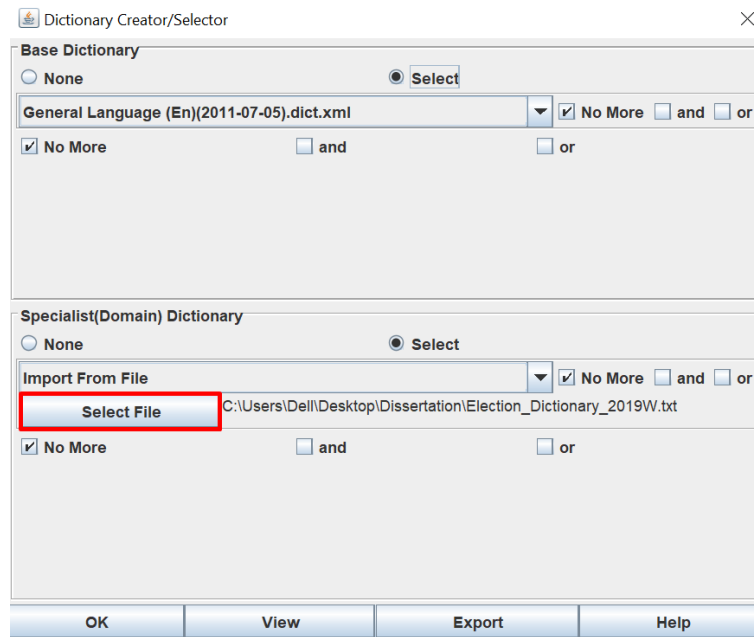 Dictionary Creator/Selector
Base Dictionary
None Select
General Language (En)(2011-07-05).dict.xml No More and or
No More and or
Specialist(Domain) Dictionary
None Select
Import From File No More and or
Select File C:\Users\Dell\Desktop\Dissertation\Election_Dictionary_2019W.txt
No More and or
OK View Export Help